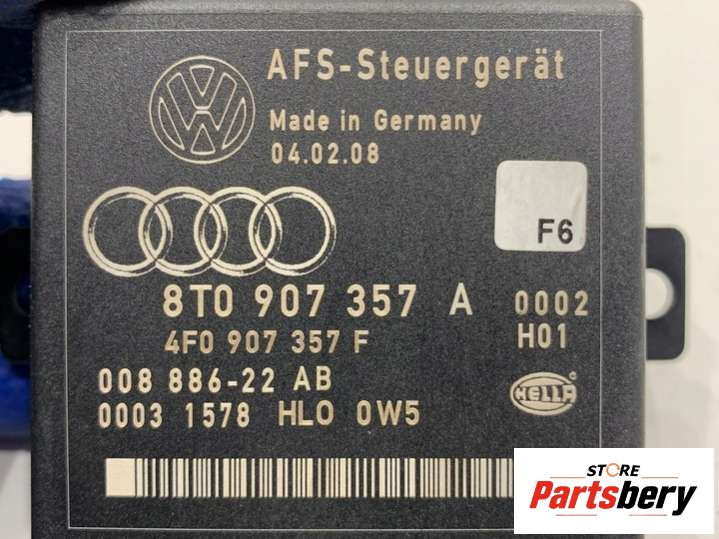 AFS-Steuergerät
Made in Germany
04.02.08
F6
8T0 907 357 A 0002
4F0 907 357 F H01
008 886-22 AB
0003 1578 HLO 0W5
HELLA
STORE
Partsbery